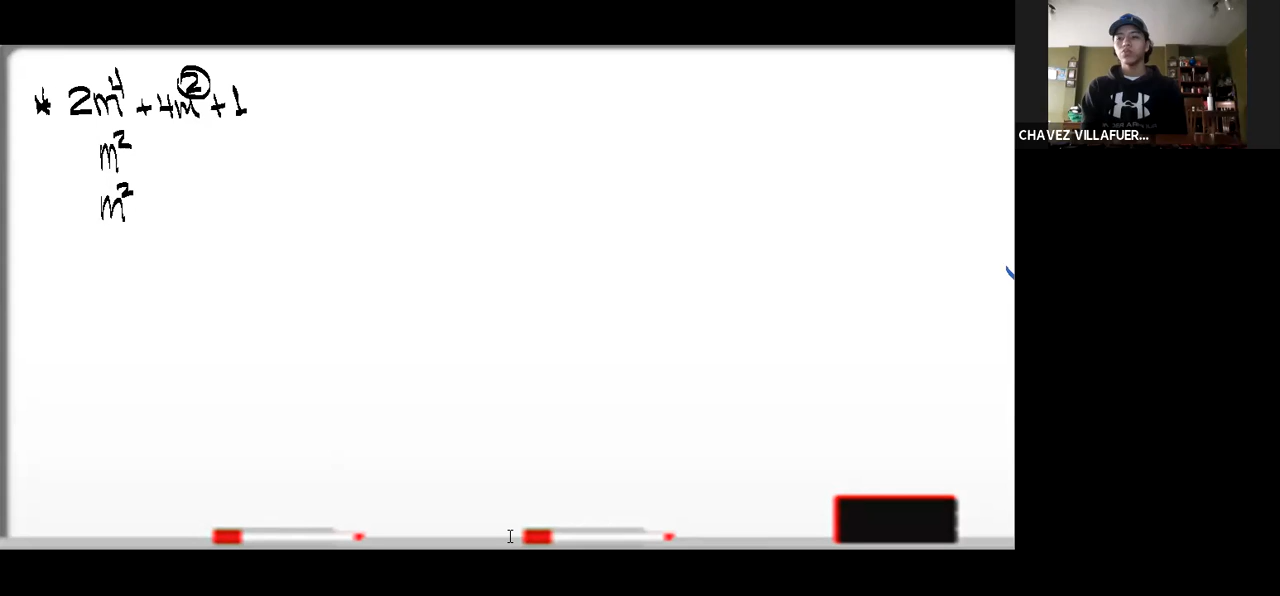 * 2m⁴ + 4m² + 1
m²
m²
CHAVEZ VILLAFUER...